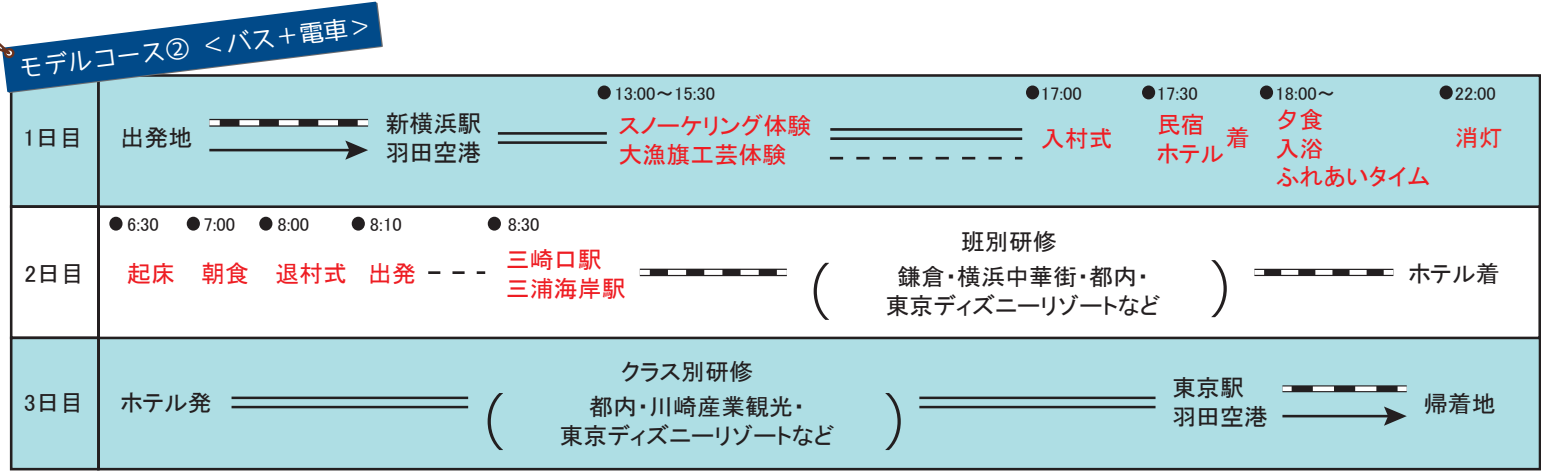 モデルコース② <バス+電車>
1日目
出発地
新横浜駅
羽田空港
●13:00～15:30
スノーケリング体験
大漁旗工芸体験
●17:00
入村式
●17:30
民宿
ホテル
着
●18:00～
夕食
入浴
ふれあいタイム
●22:00
消灯
2日目
●6:30
起床
●7:00
朝食
●8:00
退村式
●8:10
出発
●8:30
三崎口駅
三浦海岸駅
班別研修
(鎌倉・横浜中華街・都内・
東京ディズニーリゾートなど)
ホテル着
3日目
ホテル発
クラス別研修
(都内・川崎産業観光・
東京ディズニーリゾートなど)
東京駅
羽田空港
帰着地